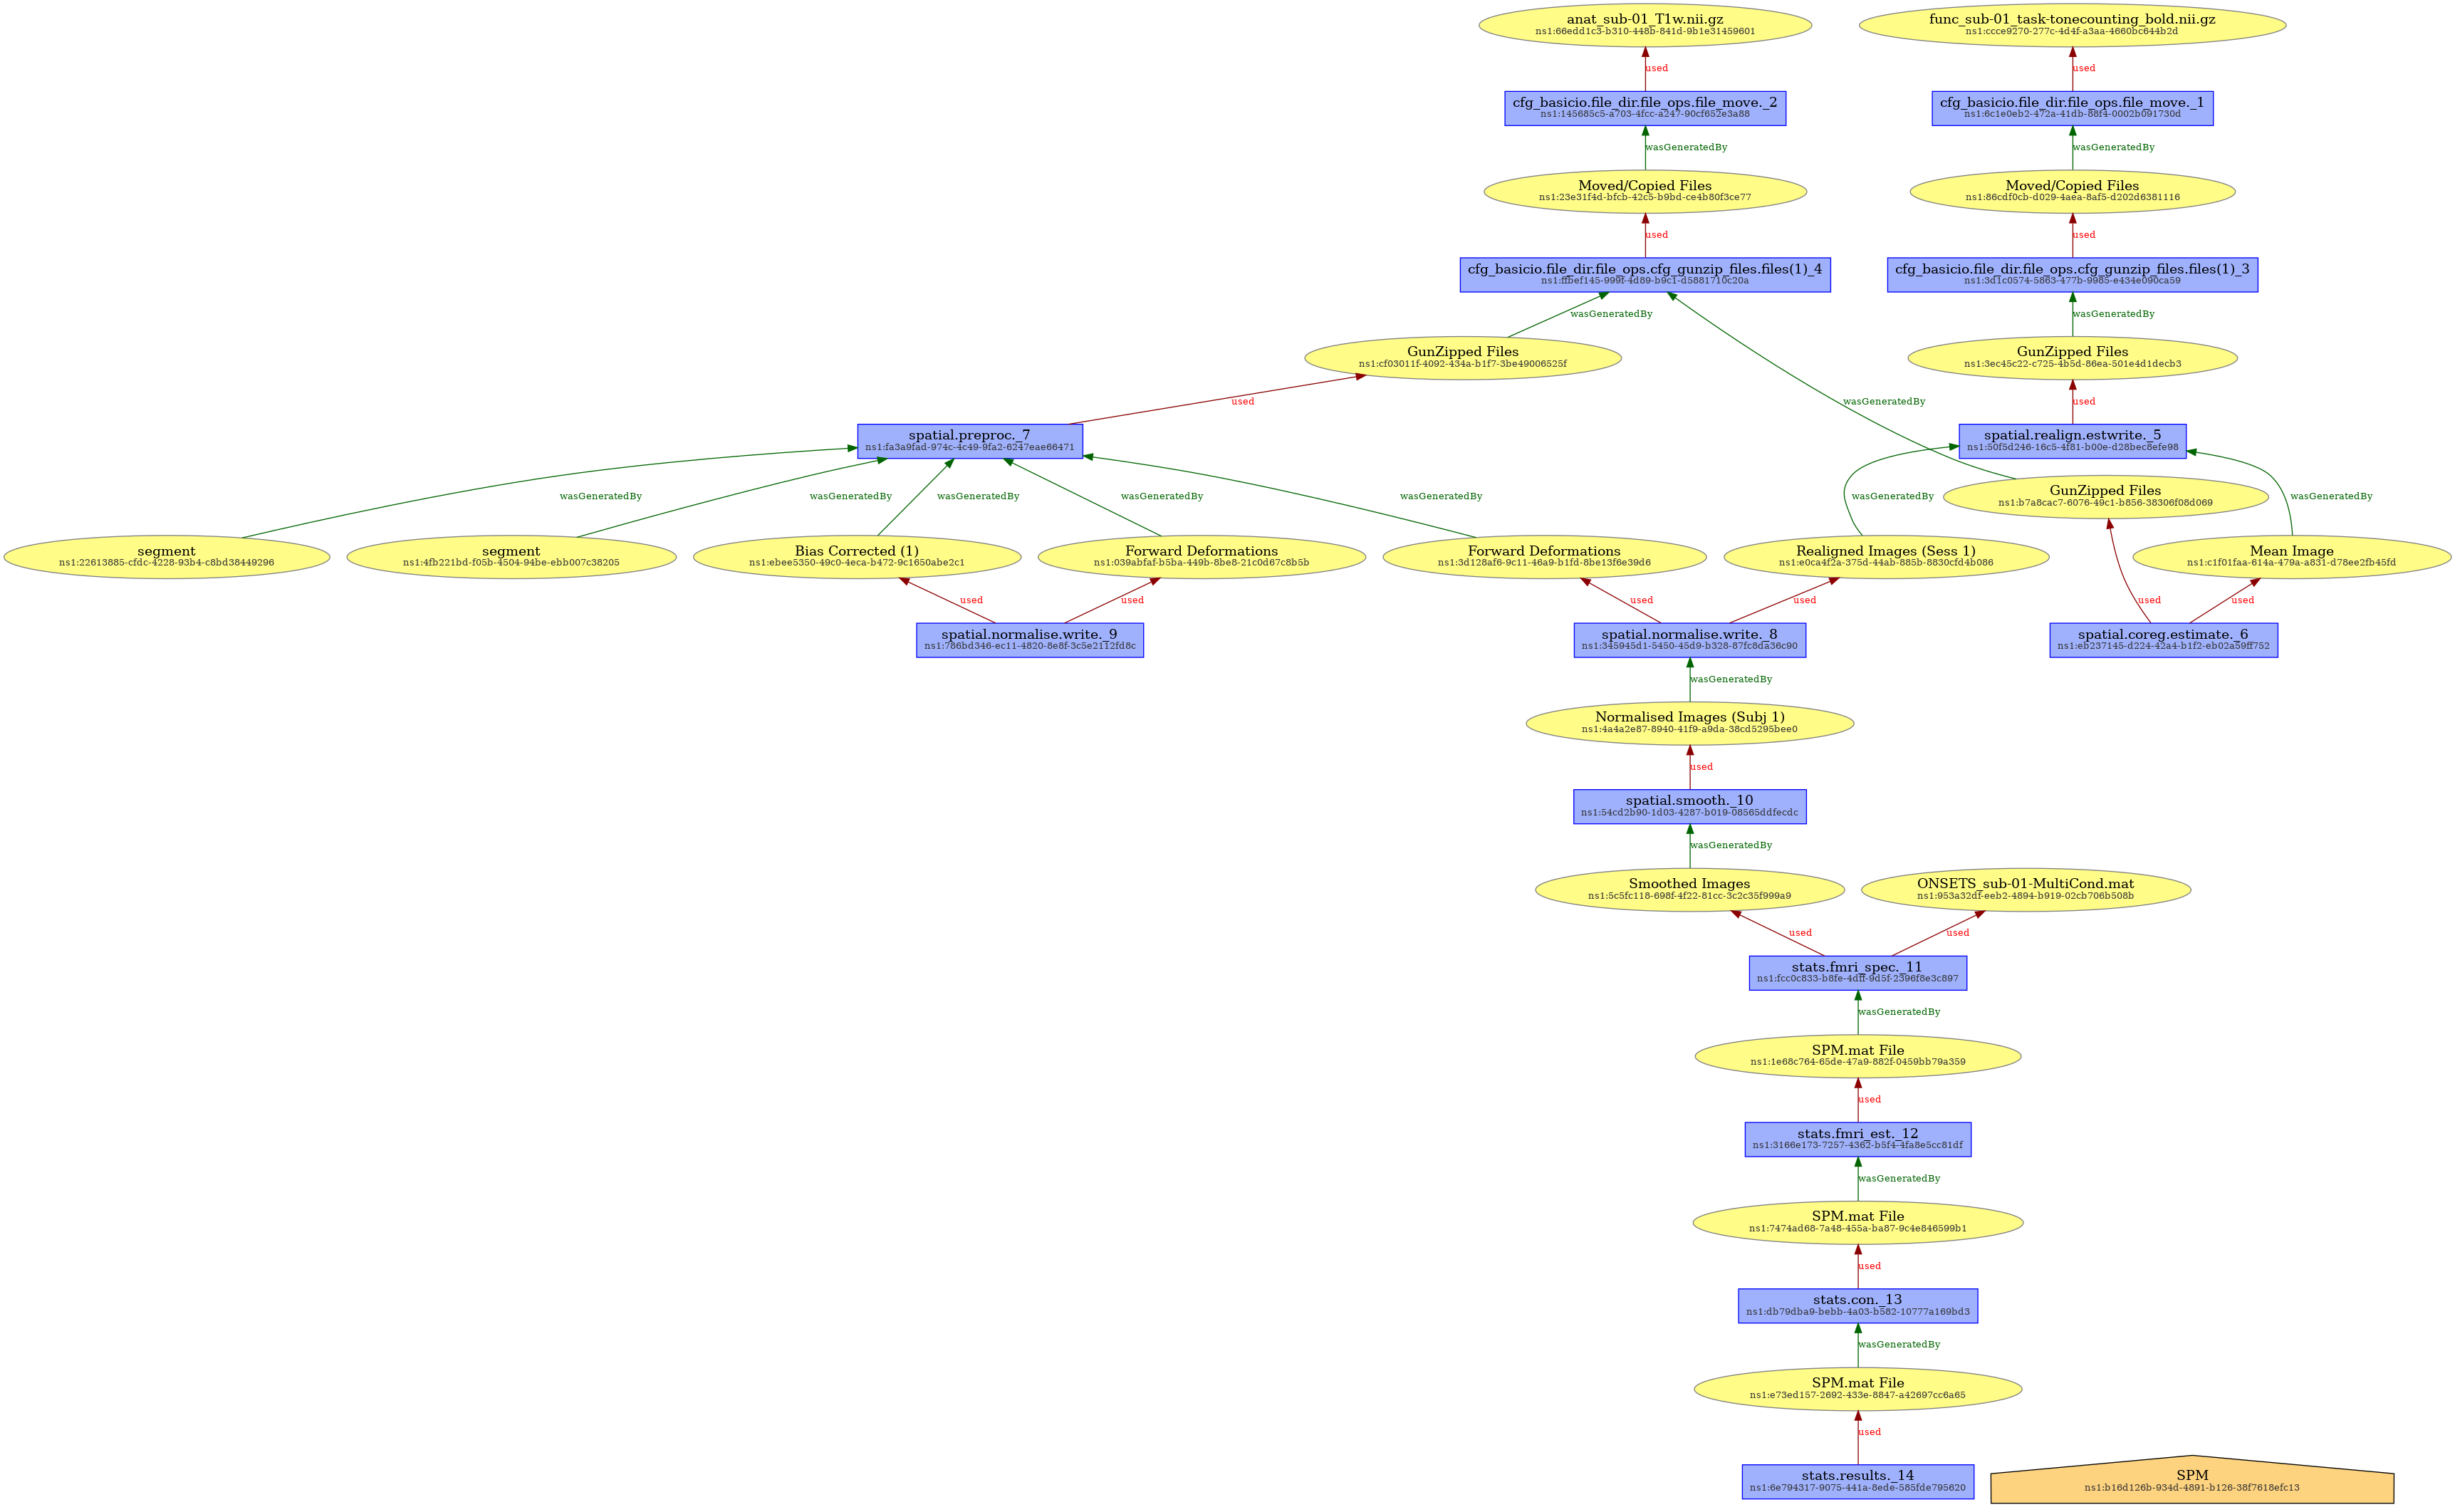 anat_sub-01_T1w.nii.gz
ns1:66edd1c3-b310-448b-841d-9b1e31459601
func_sub-01_task-tonecounting_bold.nii.gz
ns1:ccce9270-277c-4d4f-a3aa-4660bc644b2d
used
used
cfg_basicio.file_dir.file_ops.file_move._2
ns1:145685c5-a703-4fcc-a247-90cf652e3a88
cfg_basicio.file_dir.file_ops.file_move._1
ns1:6c1e0eb2-472a-41db-88f4-0002b091730d
wasGeneratedBy
wasGeneratedBy
Moved/Copied Files
ns1:23e31f4d-bfcb-42c5-b9bd-ce4b80f3ce77
Moved/Copied Files
ns1:86cdf0cb-d029-4aea-8af5-d202d6381116
used
used
cfg_basicio.file_dir.file_ops.cfg_gunzip_files.files(1)_4
ns1:ffbef145-999f-4d89-b9c1-d5881710c20a
cfg_basicio.file_dir.file_ops.cfg_gunzip_files.files(1)_3
ns1:3d1c0574-5863-477b-9985-e434e090ca59
wasGeneratedBy
wasGeneratedBy
GunZipped Files
ns1:cf03011f-4092-434a-b1f7-3be49006525f
GunZipped Files
ns1:3ec45c22-c725-4b5d-86ea-501e4d1decb3
used
wasGeneratedBy
used
spatial.preproc._7
ns1:fa3a9fad-974c-4c49-9fa2-6247eae66471
spatial.realign.estwrite._5
ns1:50f5d246-16c5-4f81-b00e-d28bec8efe98
wasGeneratedBy
wasGeneratedBy
wasGeneratedBy
wasGeneratedBy
wasGeneratedBy
wasGeneratedBy
GunZipped Files
ns1:b7a8cac7-6076-49c1-b856-38306f08d069
wasGeneratedBy
segment
ns1:22613885-cfdc-4228-93b4-c8bd38449296
segment
ns1:4fb221bd-f05b-4504-94be-ebb007c38205
Bias Corrected (1)
ns1:ebee5350-49c0-4eca-b472-9c1650abe2c1
Forward Deformations
ns1:039abfaf-b5ba-449b-8be8-21c0d67c8b5b
Forward Deformations
ns1:3d128af6-9c11-46a9-b1fd-8be13f6e39d6
Realigned Images (Sess 1)
ns1:e0ca4f2a-375d-44ab-885b-8830cfd4b086
Mean Image
ns1:c1f01faa-614a-479a-a831-d78ee2fb45fd
used
used
used
used
used
used
spatial.normalise.write._9
ns1:786bd346-ec11-4820-8e8f-3c5e2112fd8c
spatial.normalise.write._8
ns1:345945d1-5450-45d9-b328-87fc8da36c90
spatial.coreg.estimate._6
ns1:eb237145-d224-42a4-b1f2-eb02a59ff752
wasGeneratedBy
Normalised Images (Subj 1)
ns1:4a4a2e87-8940-41f9-a9da-38cd5295bee0
used
spatial.smooth._10
ns1:54cd2b90-1d03-4287-b019-08565ddfecdc
wasGeneratedBy
Smoothed Images
ns1:5c5fc118-698f-4f22-81cc-3c2c35f999a9
ONSETS_sub-01-MultiCond.mat
ns1:953a32df-eeb2-4894-b919-02cb706b508b
used
used
stats.fmri_spec._11
ns1:fcc0c833-b8fe-4dff-9d5f-2396f8e3c897
wasGeneratedBy
SPM.mat File
ns1:1e68c764-65de-47a9-882f-0459bb79a359
used
stats.fmri_est._12
ns1:3166e173-7257-4362-b5f4-4fa8e5cc81df
wasGeneratedBy
SPM.mat File
ns1:7474ad68-7a48-455a-ba87-9c4e846599b1
used
stats.con._13
ns1:db79dba9-bebb-4a03-b582-10777a169bd3
wasGeneratedBy
SPM.mat File
ns1:e73ed157-2692-433e-8847-a42697cc6a65
used
stats.results._14
ns1:6e794317-9075-441a-8ede-585fde795620
SPM
ns1:b16d126b-934d-4891-b126-38f7618efc13